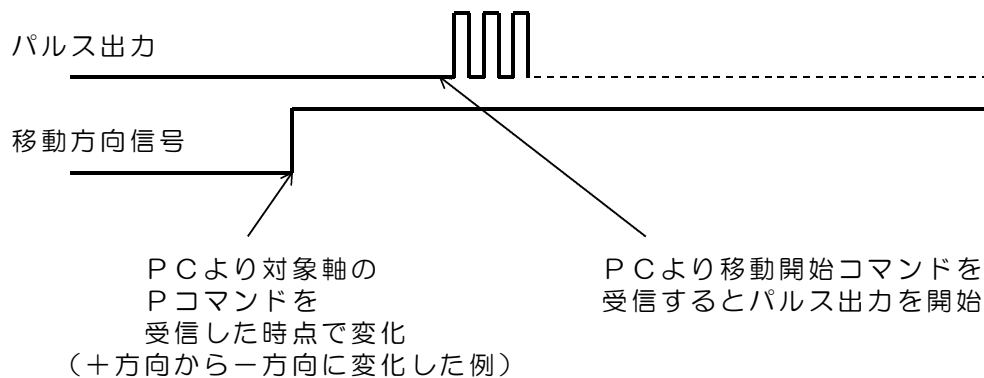 パルス出力
移動方向信号
ＰＣより対象軸の
Ｐコマンドを
受信した時点で変化
（＋方向から－方向に変化した例）
ＰＣより移動開始コマンドを
受信するとパルス出力を開始